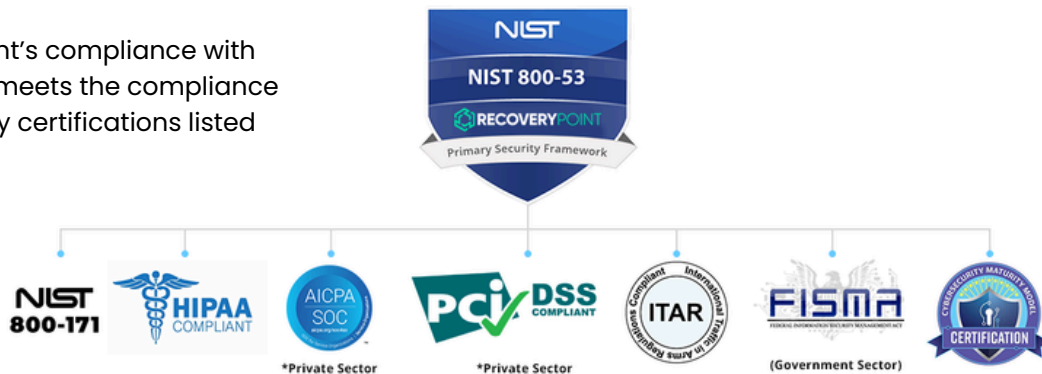 nt's compliance with
meets the compliance
y certifications listed
NIST
NIST 800-53
RECOVERYPOINT
Primary Security Framework
NIST
800-171
HIPAA
COMPLIANT
AICPA
SOC
*Private Sector
PCI DSS
COMPLIANT
*Private Sector
Compliant International Traffic in Arms Regulations
ITAR
FISMA
FEDERAL INFORMATION SECURITY MANAGEMENT ACT
(Government Sector)
CYBERSECURITY MATURITY MODEL
CERTIFICATION